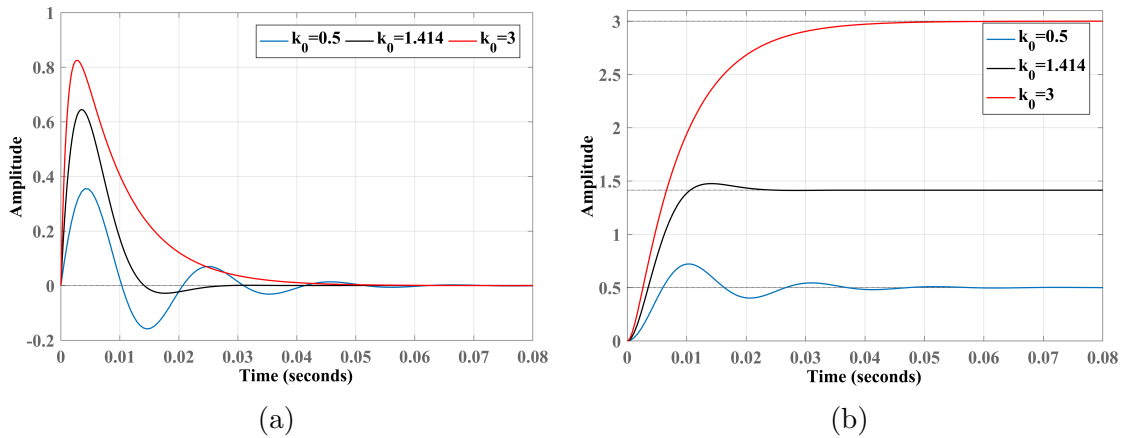 k0=0.5 k0=1.414 k0=3
1
0.8
0.6
0.4
0.2
0
-0.2
Amplitude
0 0.01 0.02 0.03 0.04 0.05 0.06 0.07 0.08
Time (seconds)
(a)
k0=0.5
k0=1.414
k0=3
3
2.5
2
1.5
1
0.5
0
Amplitude
0 0.01 0.02 0.03 0.04 0.05 0.06 0.07 0.08
Time (seconds)
(b)